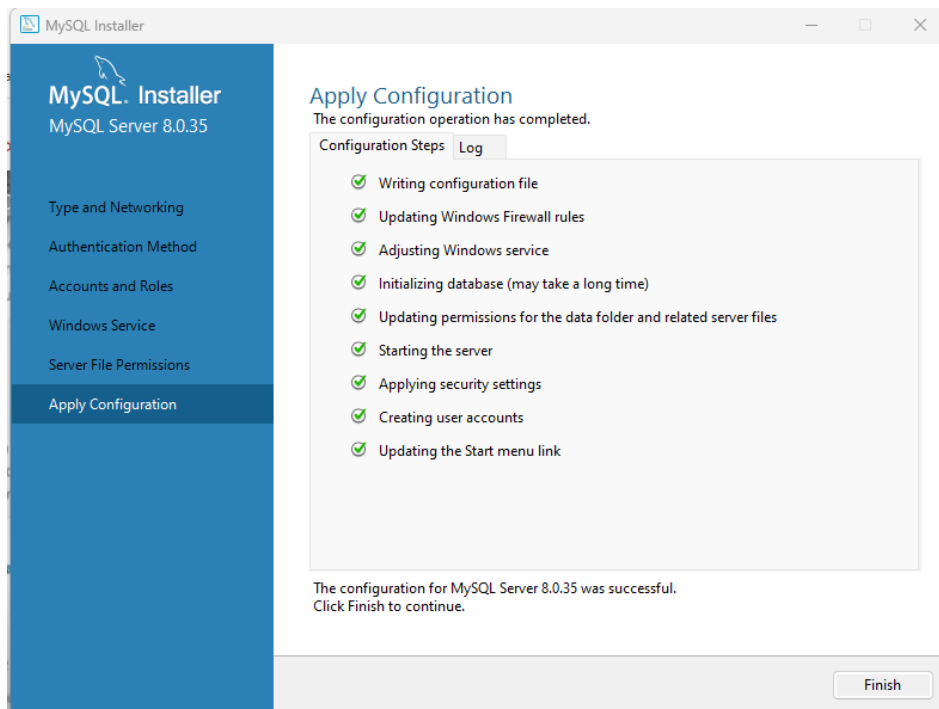 MySQL Installer
MySQL. Installer
MySQL Server 8.0.35
Type and Networking
Authentication Method
Accounts and Roles
Windows Service
Server File Permissions
Apply Configuration
Apply Configuration
The configuration operation has completed.
Configuration Steps
Log
Writing configuration file
Updating Windows Firewall rules
Adjusting Windows service
Initializing database (may take a long time)
Updating permissions for the data folder and related server files
Starting the server
Applying security settings
Creating user accounts
Updating the Start menu link
The configuration for MySQL Server 8.0.35 was successful.
Click Finish to continue.
Finish